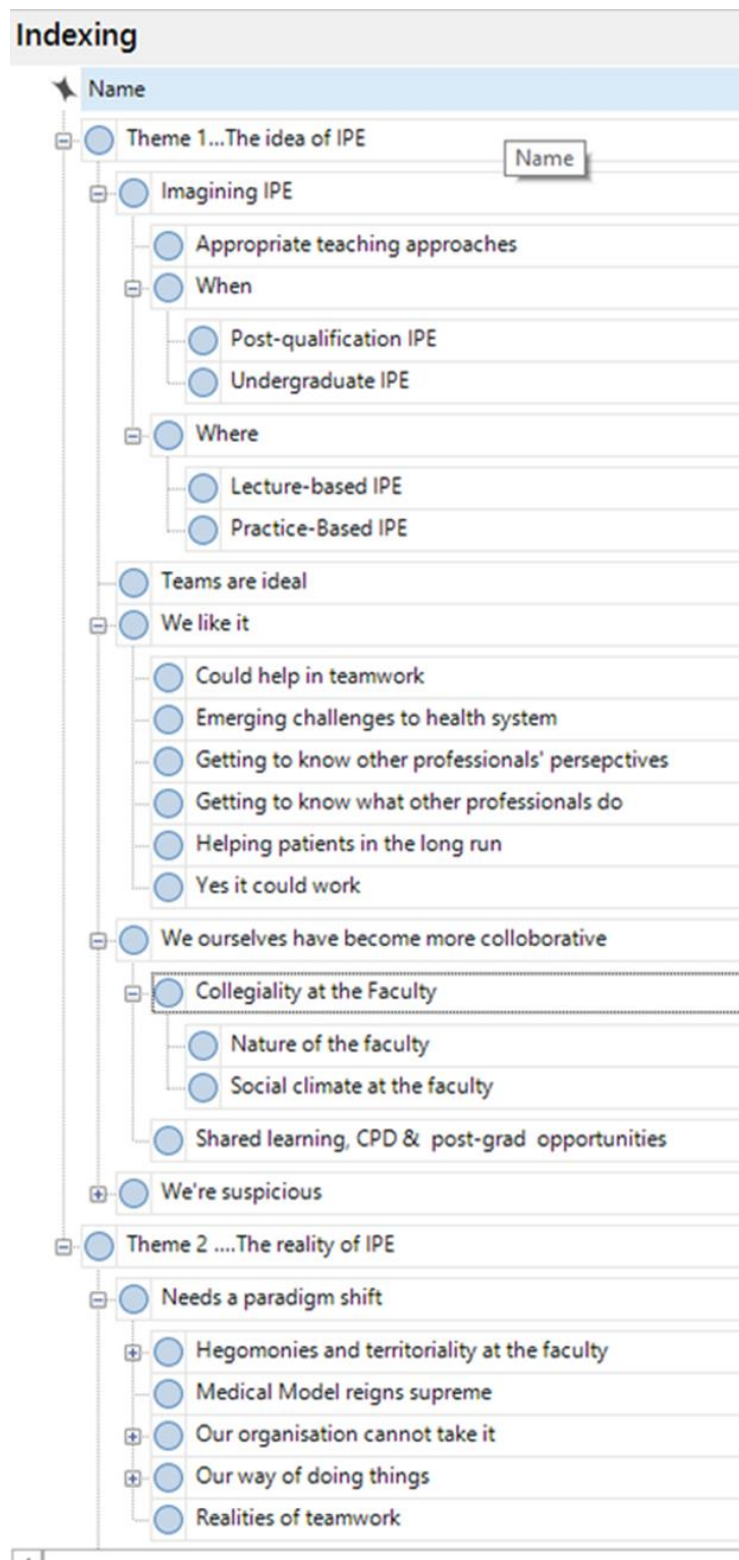 Indexing
Name
Theme 1...The idea of IPE
Name
Imagining IPE
Appropriate teaching approaches
When
Post-qualification IPE
Undergraduate IPE
Where
Lecture-based IPE
Practice-Based IPE
Teams are ideal
We like it
Could help in teamwork
Emerging challenges to health system
Getting to know other professionals' persepctives
Getting to know what other professionals do
Helping patients in the long run
Yes it could work
We ourselves have become more colloborative
Collegiality at the Faculty
Nature of the faculty
Social climate at the faculty
Shared learning, CPD & post-grad opportunities
We're suspicious
Theme 2 ....The reality of IPE
Needs a paradigm shift
Hegomonies and territoriality at the faculty
Medical Model reigns supreme
Our organisation cannot take it
Our way of doing things
Realities of teamwork